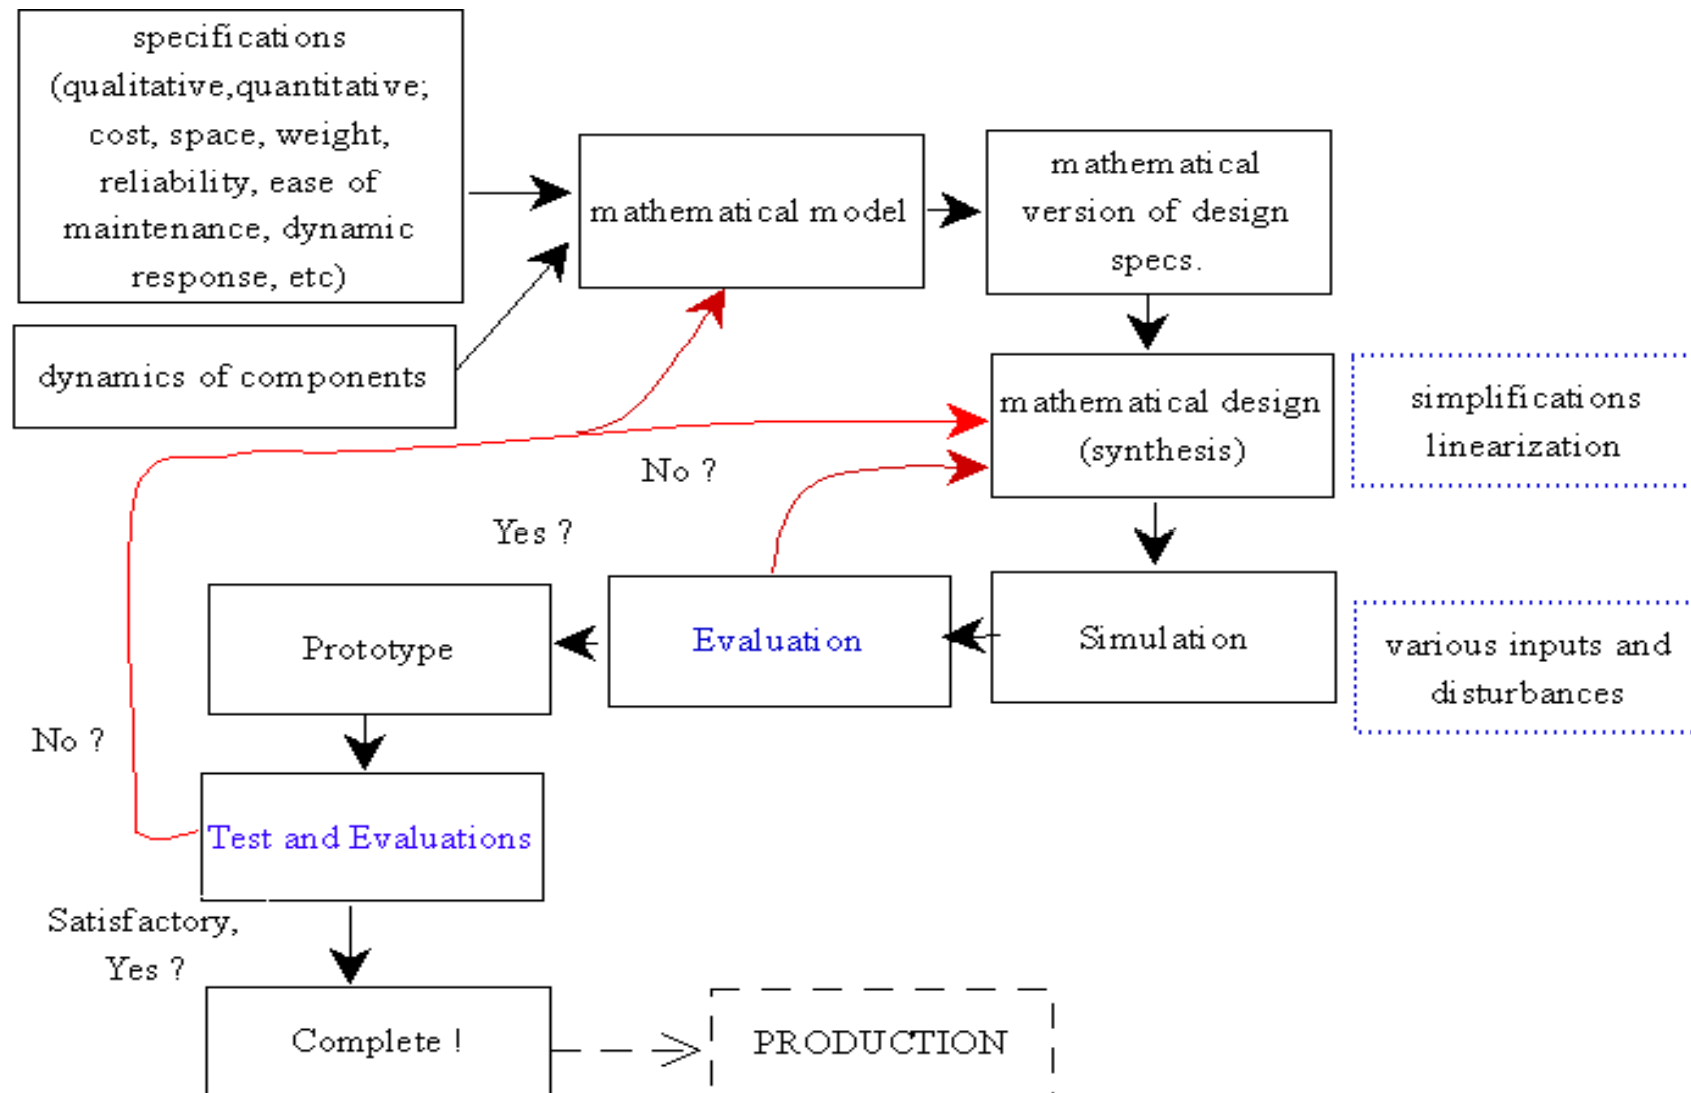 specifications
(qualitative,quantitative;
cost, space, weight,
reliability, ease of
maintenance, dynamic
response, etc)
dynamics of components
mathematical model
mathematical
version of design
specs.
mathematical design
(synthesis)
simplifications
linearization
No ?
Yes ?
Prototype
Evaluation
Simulation
various inputs and
disturbances
No ?
Test and Evaluations
Satisfactory,
Yes ?
Complete !
PRODUCTION